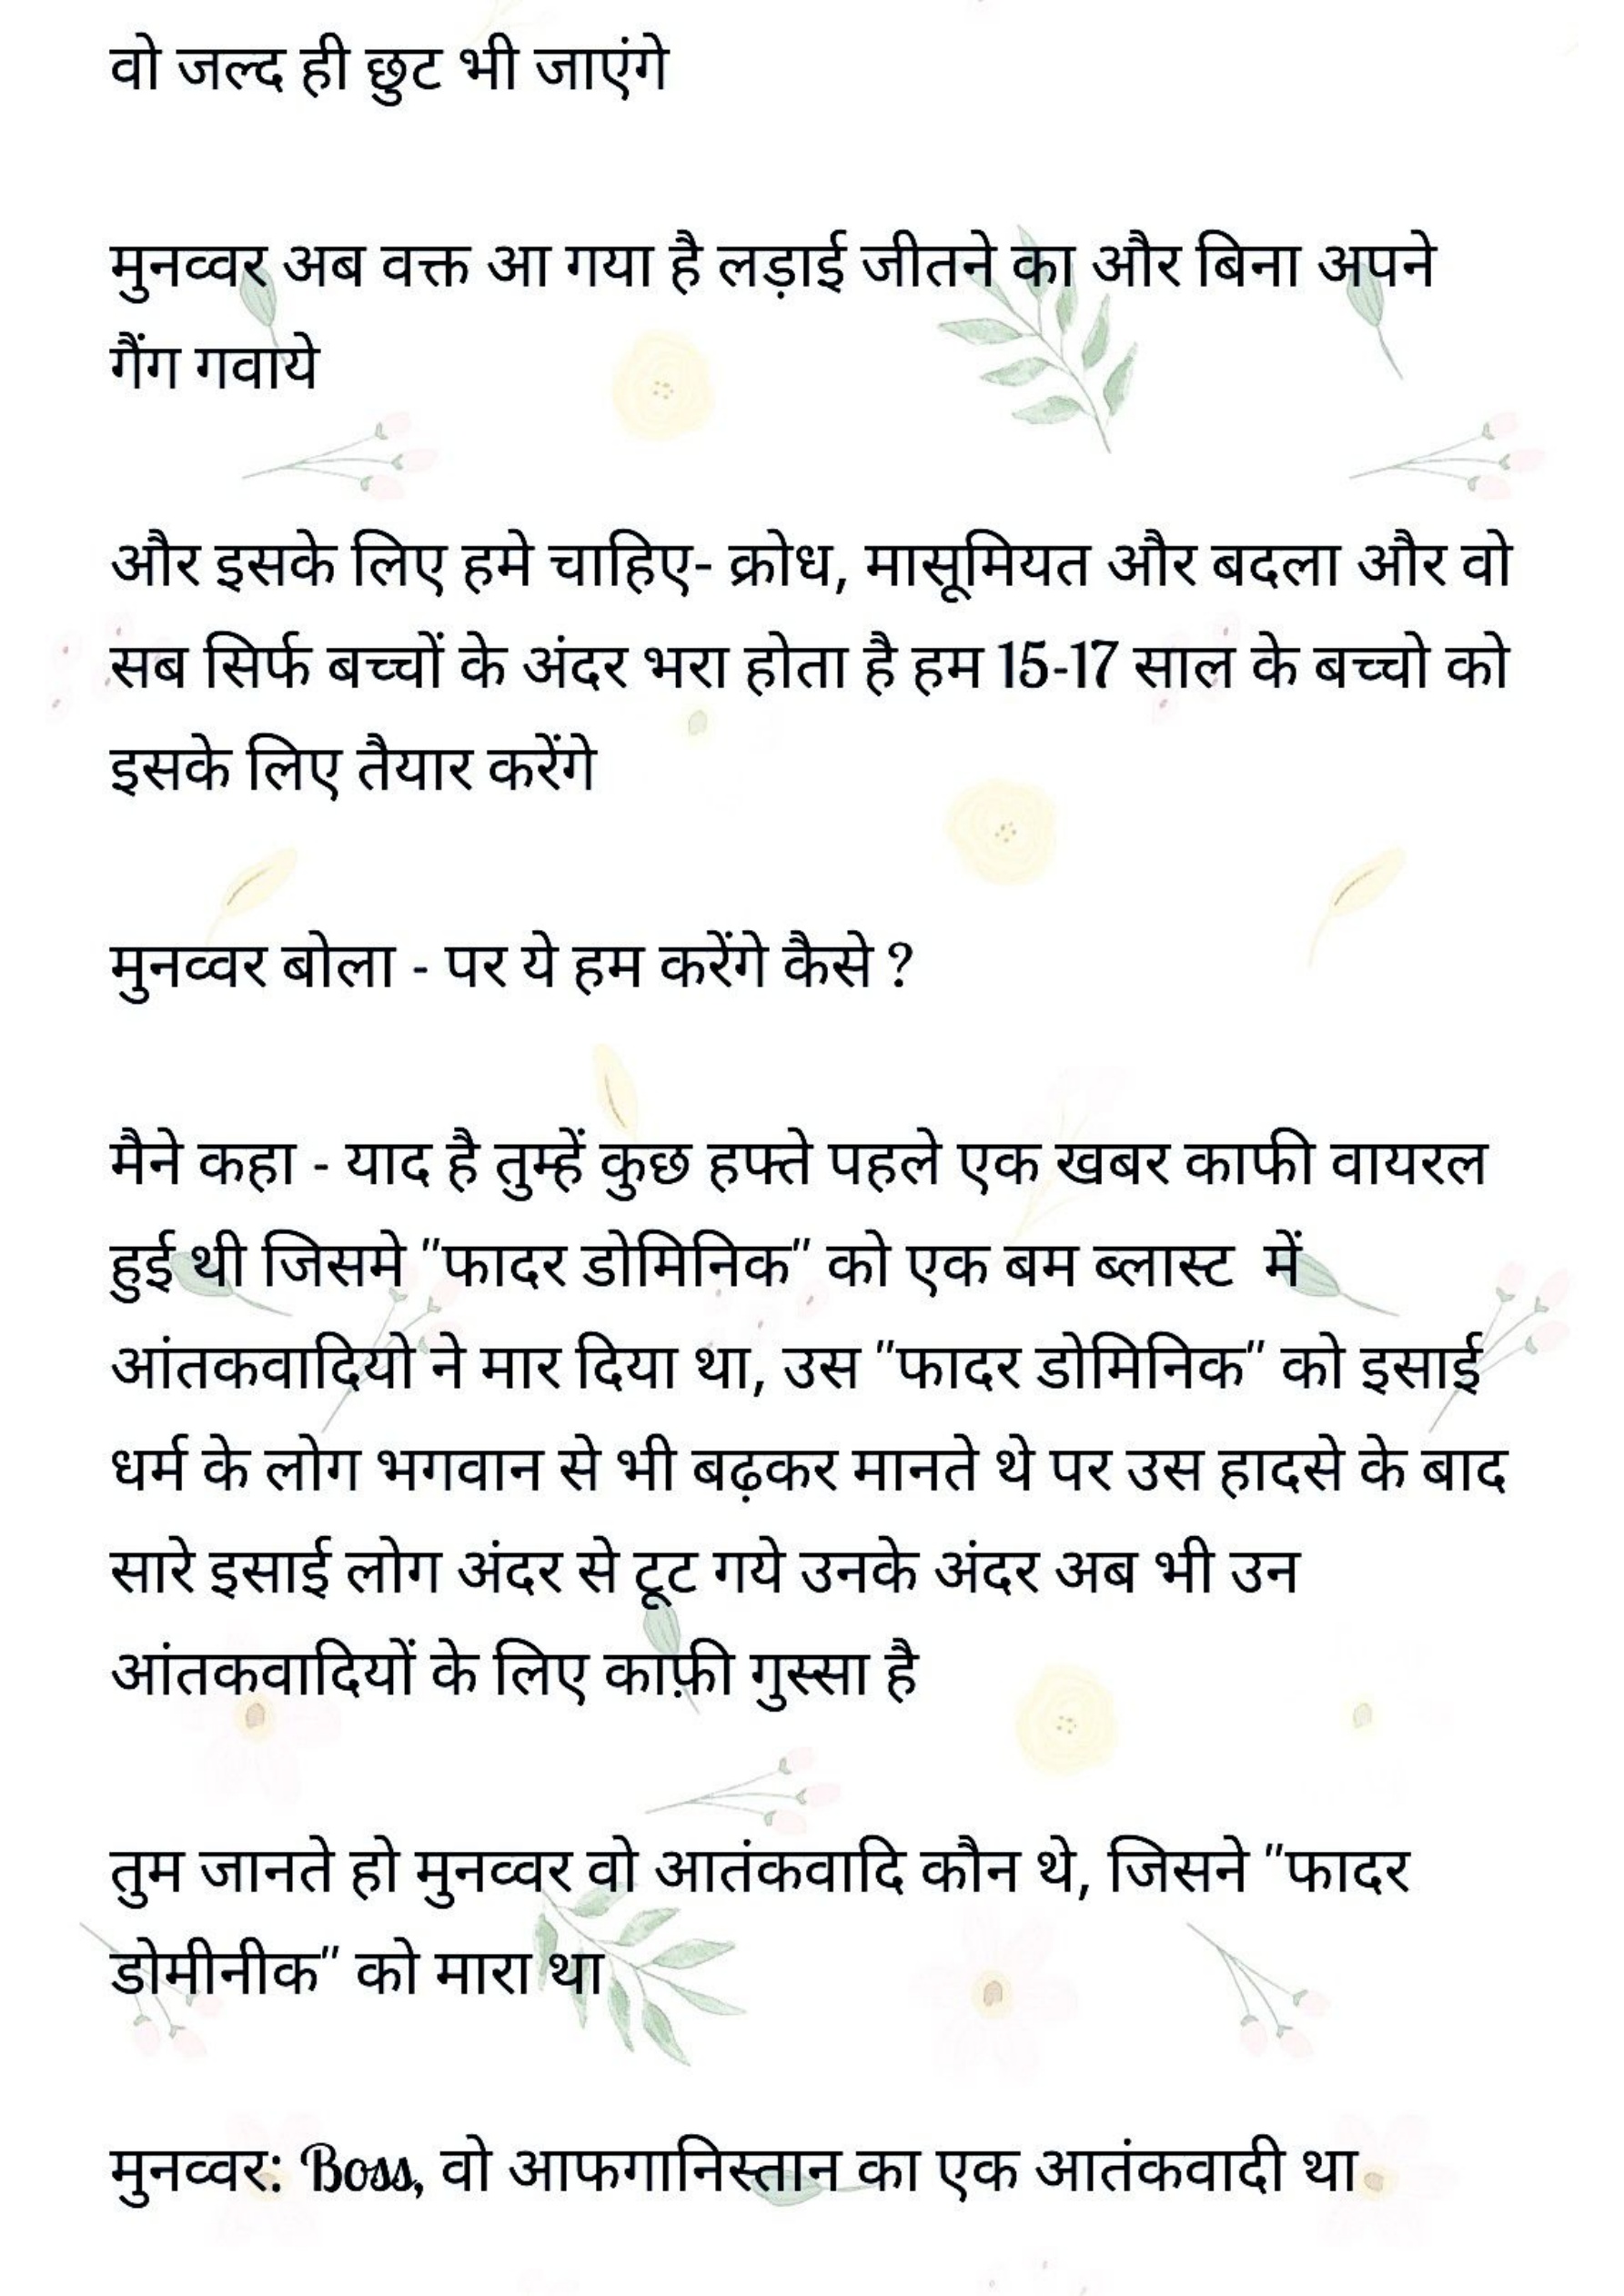 वो जल्द ही छुट भी जाएंगे
मुनव्वर अब वक्त आ गया है लड़ाई जीतने का और बिना अपने
गैंग गवाये
और इसके लिए हमे चाहिए- क्रोध, मासूमियत और बदला और वो
सब सिर्फ बच्चों के अंदर भरा होता है हम 15-17 साल के बच्चो को
इसके लिए तैयार करेंगे
मुनव्वर बोला - पर ये हम करेंगे कैसे ?
मैने कहा - याद है तुम्हें कुछ हफ्ते पहले एक खबर काफी वायरल
हुई थी जिसमे "फादर डोमिनिक" को एक बम ब्लास्ट  में
आंतकवादियो ने मार दिया था, उस "फादर डोमिनिक" को इसाई
धर्म के लोग भगवान से भी बढ़कर मानते थे पर उस हादसे के बाद
सारे इसाई लोग अंदर से टूट गये उनके अंदर अब भी उन
आंतकवादियों के लिए काफ़ी गुस्सा है
तुम जानते हो मुनव्वर वो आतंकवादि कौन थे, जिसने "फादर
डोमीनीक" को मारा था
मुनव्वर: Boss, वो आफगानिस्तान का एक आतंकवादी था